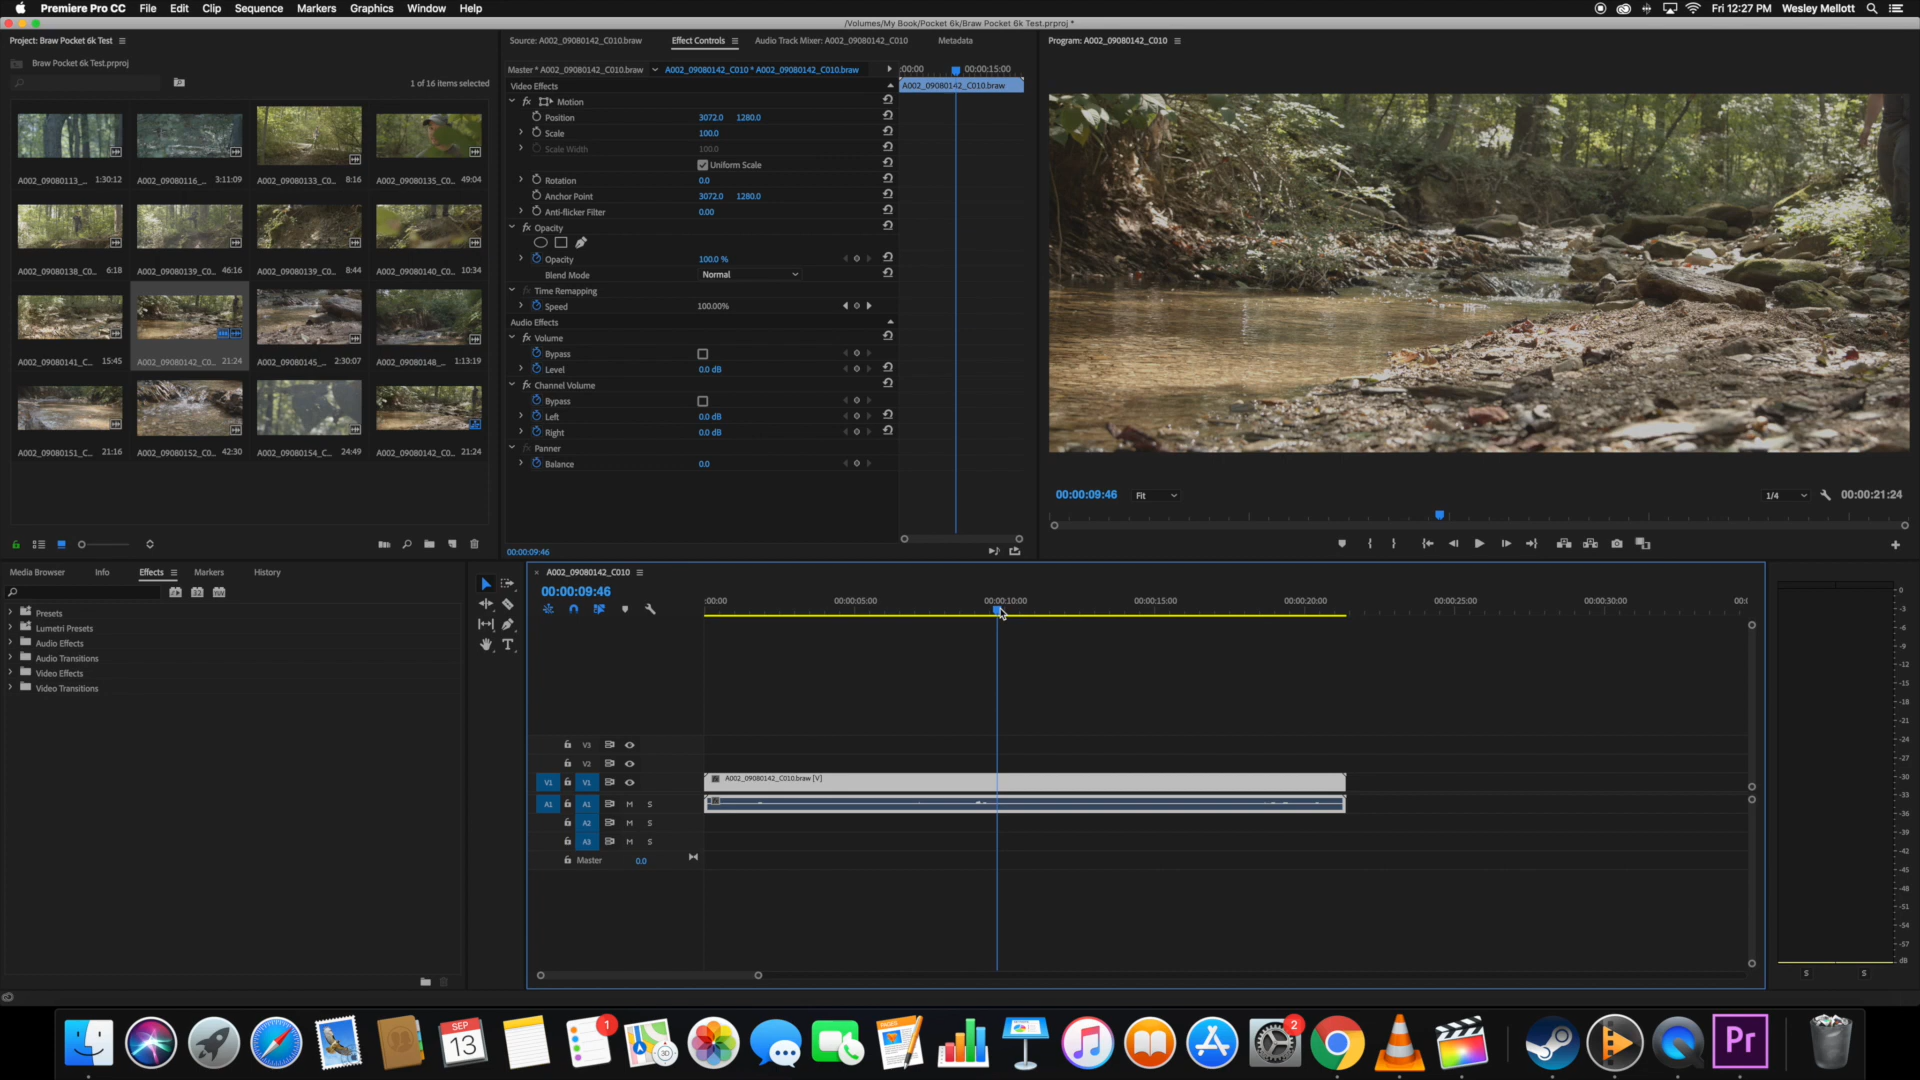 Premiere Pro CC File Edit Clip Sequence Markers Graphics Window Help Fri 12:27 PM Wesley Mellott
/Volumes/My Book/Pocket 6k/Braw Pocket 6k Test.prproj *
Project: Braw Pocket 6k Test
Braw Pocket 6k Test.prproj
1 of 16 items selected
A002_09080113_... 1:30:12 A002_09080116_... 3:11:09 A002_09080133_C0... 8:16 A002_09080135_C0... 49:04
A002_09080138_C0... 6:18 A002_09080139_C0... 46:16 A002_09080139_C0... 8:44 A002_09080140_C0... 10:34
A002_09080141_C... 15:45 A002_09080142_C0... 21:24 A002_09080145_... 2:30:07 A002_09080148_... 1:13:19
A002_09080151_C... 21:16 A002_09080152_C0... 42:30 A002_09080154_C... 24:49 A002_09080142_C0... 21:24
Source: A002_09080142_C010.braw Effect Controls Audio Track Mixer: A002_09080142_C010 Metadata
Master * A002_09080142_C010.braw A002_09080142_C010 * A002_09080142_C010.braw :00:00 00:00:15:00
Video Effects A002_09080142_C010.braw
fx Motion
Position 3072.0 1280.0
Scale 100.0
Scale Width 100.0
Uniform Scale
Rotation 0.0
Anchor Point 3072.0 1280.0
Anti-flicker Filter 0.00
fx Opacity
Opacity 100.0 %
Blend Mode Normal
fx Time Remapping
Speed 100.00%
Audio Effects
fx Volume
Bypass
Level 0.0 dB
fx Channel Volume
Bypass
Left 0.0 dB
Right 0.0 dB
fx Panner
Balance 0.0
00:00:09:46
Program: A002_09080142_C010
00:00:09:46 Fit 1/4 00:00:21:24
Media Browser Info Effects Markers History
Presets
Lumetri Presets
Audio Effects
Audio Transitions
Video Effects
Video Transitions
T
× A002_09080142_C010
00:00:09:46
:00:00 00:00:05:00 00:00:10:00 00:00:15:00 00:00:20:00 00:00:25:00 00:00:30:00 00:0
V3
V2
V1 V1 A002_09080142_C010.braw [V]
A1 A1 M S
A2 M S
A3 M S
Master 0.0
0
-3
-6
-9
-12
-15
-18
-21
-24
-27
-30
-33
-36
-39
-42
-45
-48
-51
-54
-57
dB
S S
SEP
13
1
3D
2
Pr